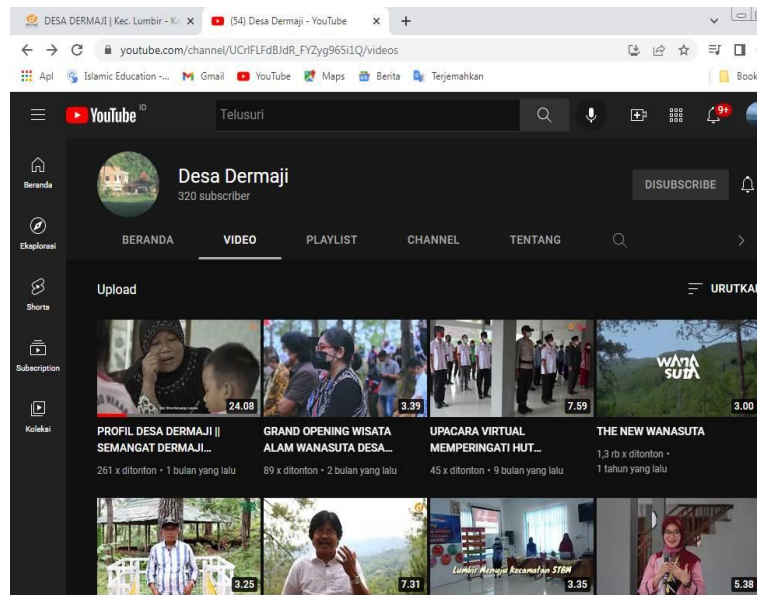 DESA DERMAJI | Kec. Lumbir - Ka
(54) Desa Dermaji - YouTube
youtube.com/channel/UCrIFLFdBJdR_FYZyg965i1Q/videos
Apl
Islamic Education -...
Gmail
YouTube
Maps
Berita
Terjemahkan
Book
YouTube ID
Telusuri
9+
Beranda
Eksplorasi
Shorts
Subscription
Koleksi
Desa Dermaji
320 subscriber
DISUBSCRIBE
BERANDA
VIDEO
PLAYLIST
CHANNEL
TENTANG
Upload
URUTKAN
24.08
3.39
7.59
WANA
SUTA
3.00
PROFIL DESA DERMAJI ||
SEMANGAT DERMAJI...
261 x ditonton • 1 bulan yang lalu
GRAND OPENING WISATA
ALAM WANASUTA DESA...
89 x ditonton • 2 bulan yang lalu
UPACARA VIRTUAL
MEMPERINGATI HUT...
45 x ditonton • 9 bulan yang lalu
THE NEW WANASUTA
1,3 rb x ditonton •
1 tahun yang lalu
3.25
7.31
Lumbir Menuju Kecamatan STBM
3.35
5.38